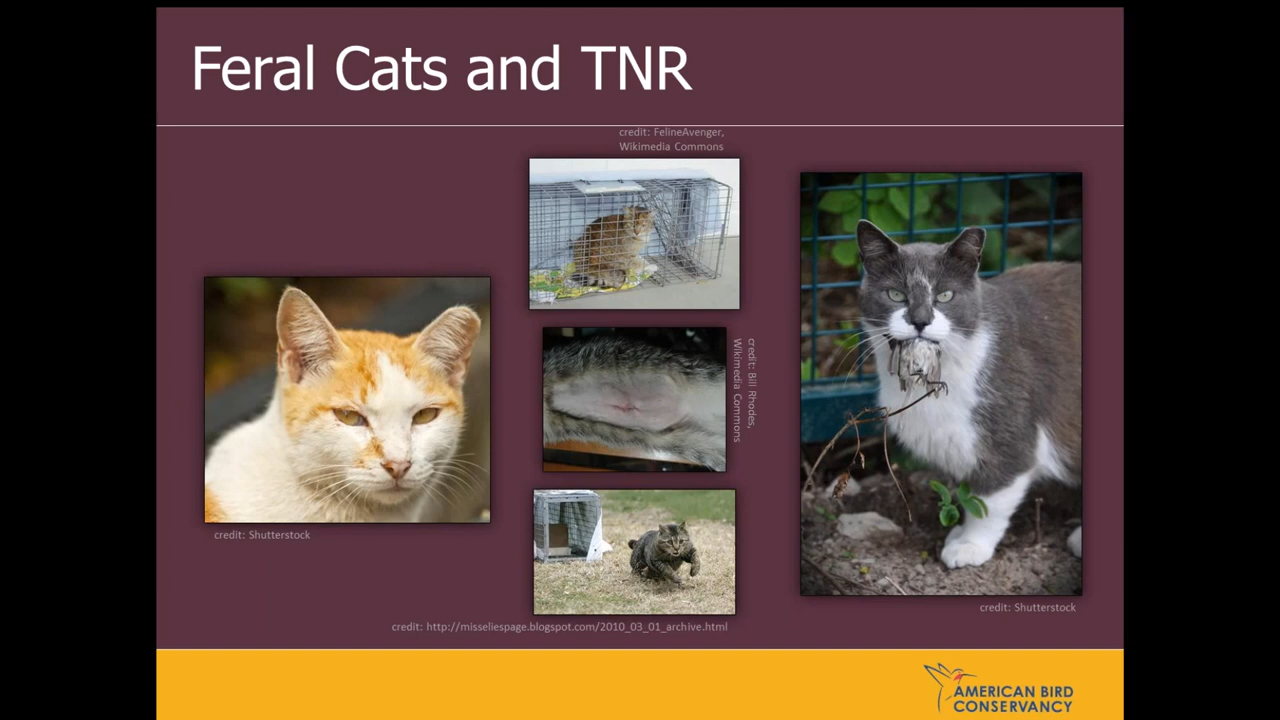 Feral Cats and TNR
credit: FelineAvenger,
Wikimedia Commons
credit: Bill Rhodes,
Wikimedia Commons
credit: Shutterstock
credit: Shutterstock
credit: http://misseliespage.blogspot.com/2010_03_01_archive.html
AMERICAN BIRD
CONSERVANCY